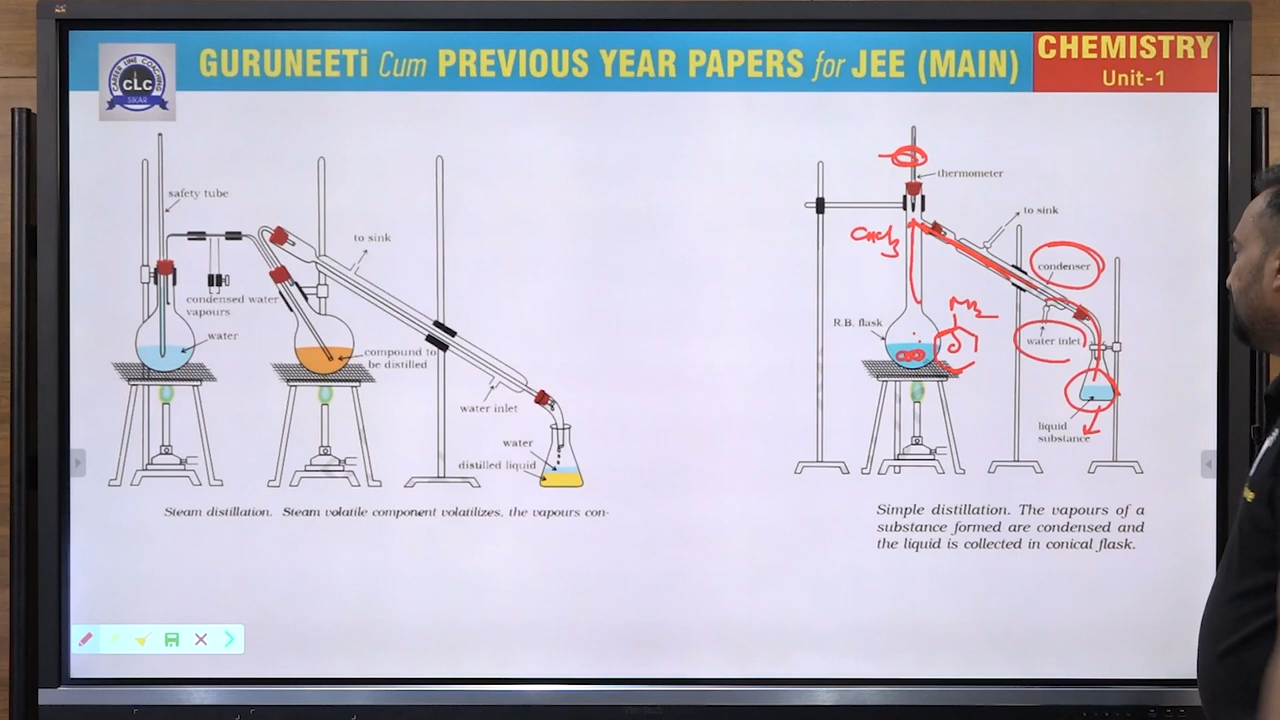 GURUNEETi Cum PREVIOUS YEAR PAPERS for JEE (MAIN)
CHEMISTRY
Unit-1
CAREER LINE COACHING
CLC
SIKAR
safety tube
to sink
condensed water
vapours
water
compound to
be distilled
water inlet
water
distilled liquid
Steam distillation. Steam volatile component volatilizes, the vapours con-
thermometer
to sink
CHCl3
condenser
NH2
R.B. flask
water inlet
liquid
substance
Simple distillation. The vapours of a
substance formed are condensed and
the liquid is collected in conical flask.